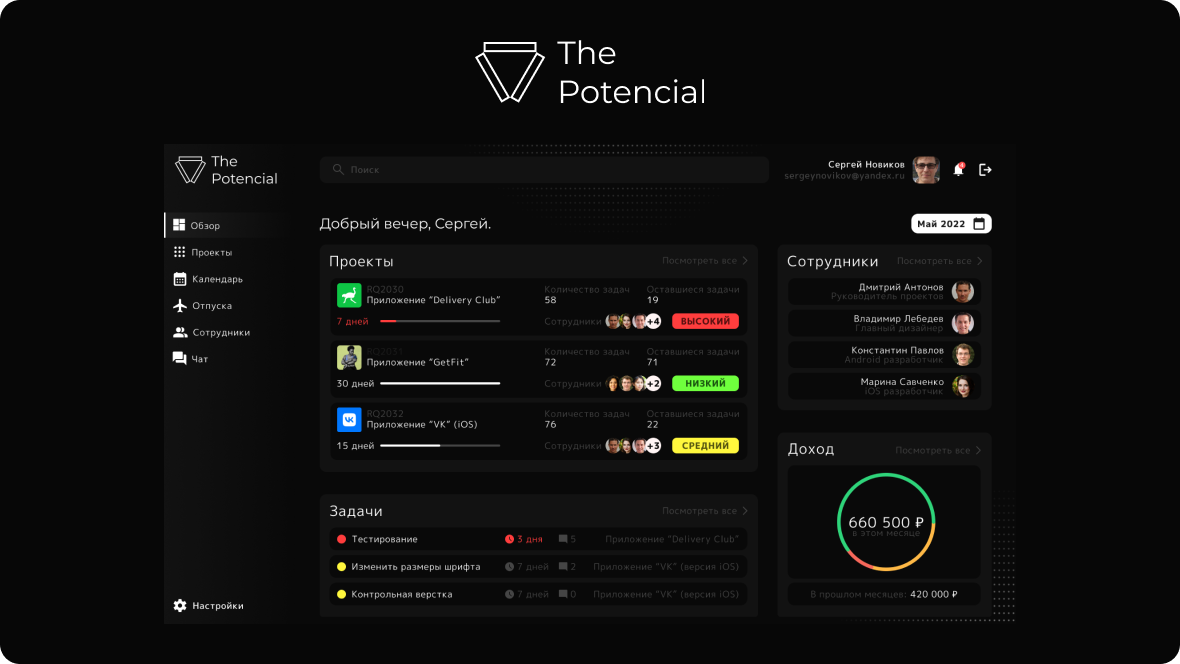 The
Potencial
The
Potencial
Поиск
Сергей Новиков
sergeynovikov@yandex.ru
Обзор
Проекты
Календарь
Отпуска
Сотрудники
Чат
Настройки
Добрый вечер, Сергей.
Май 2022
Проекты
Посмотреть все
RQ2030
Приложение “Delivery Club”
Количество задач
58
Оставшиеся задачи
19
7 дней
Сотрудники
+4
ВЫСОКИЙ
RQ2031
Приложение “GetFit”
Количество задач
72
Оставшиеся задачи
71
30 дней
Сотрудники
+2
НИЗКИЙ
RQ2032
Приложение “VK” (iOS)
Количество задач
76
Оставшиеся задачи
22
15 дней
Сотрудники
+3
СРЕДНИЙ
Задачи
Посмотреть все
Тестирование
3 дня
5
Приложение “Delivery Club”
Изменить размеры шрифта
7 дней
2
Приложение “VK” (версия iOS)
Контрольная верстка
7 дней
0
Приложение “VK” (версия iOS)
Сотрудники
Посмотреть все
Дмитрий Антонов
Руководитель проектов
Владимир Лебедев
Главный дизайнер
Константин Павлов
Android разработчик
Марина Савченко
iOS разработчик
Доход
Посмотреть все
660 500 ₽
в этом месяце
В прошлом месяцев: 420 000 ₽